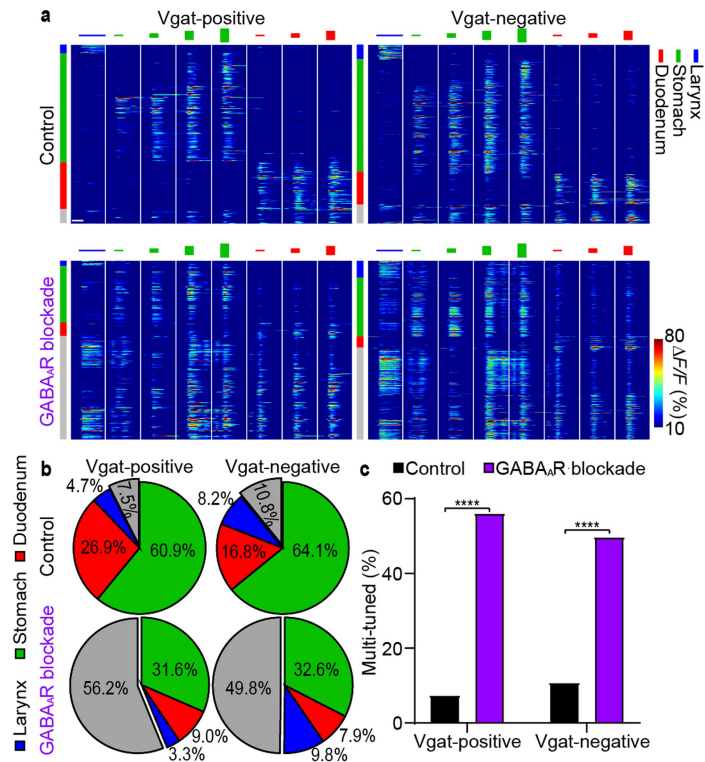 a
Vgat-positive
Vgat-negative
Control
Larynx
Stomach
Duodenum
GABAAR blockade
80
ΔF/F (%)
10
b
Vgat-positive
Vgat-negative
Control
4.7%
7.5%
26.9%
60.9%
8.2%
10.8%
16.8%
64.1%
GABAAR blockade
56.2%
31.6%
9.0%
3.3%
49.8%
32.6%
7.9%
9.8%
Larynx
Stomach
Duodenum
c
Control
GABAAR blockade
Multi-tuned (%)
60
40
20
0
****
****
Vgat-positive
Vgat-negative